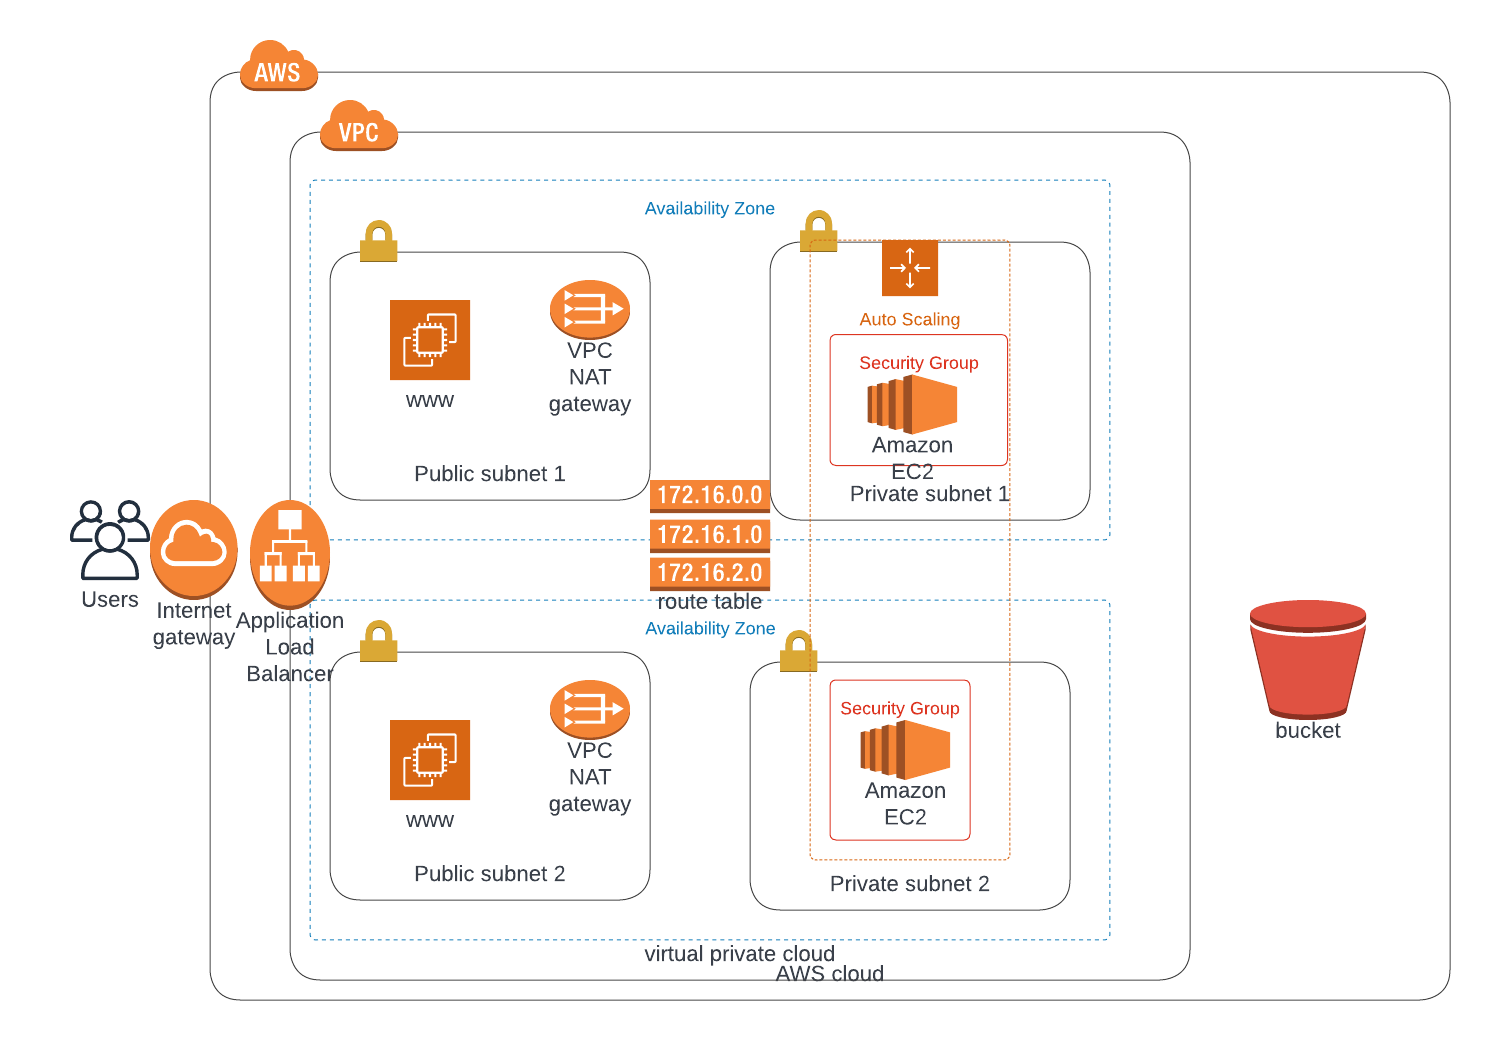 AWS
VPC
Availability Zone
Auto Scaling
Security Group
Amazon
EC2
Private subnet 1
www
VPC
NAT
gateway
Public subnet 1
172.16.0.0
172.16.1.0
172.16.2.0
route table
Users
Internet
gateway
Application
Load
Balancer
Availability Zone
www
VPC
NAT
gateway
Public subnet 2
Security Group
Amazon
EC2
Private subnet 2
bucket
virtual private cloud
AWS cloud